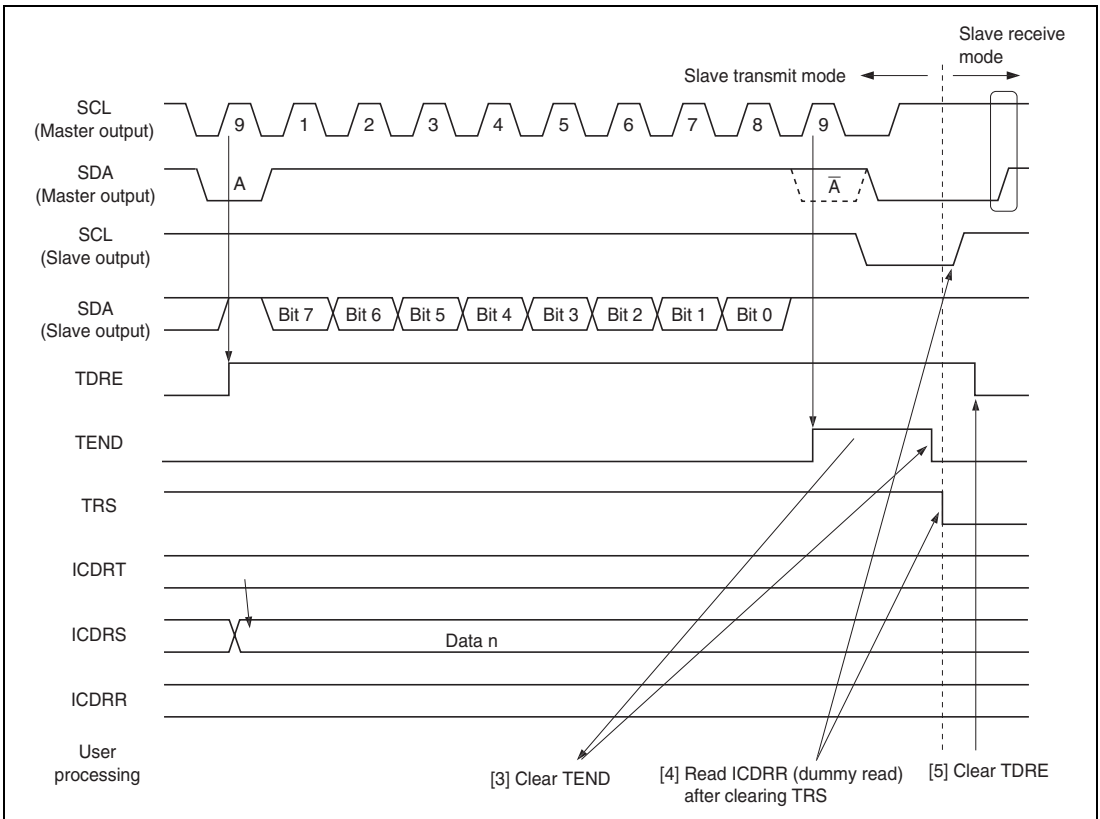 Slave receive
mode
Slave transmit mode
SCL
(Master output)
9 1 2 3 4 5 6 7 8 9
SDA
(Master output)
A A̅
SCL
(Slave output)
SDA
(Slave output)
Bit 7 Bit 6 Bit 5 Bit 4 Bit 3 Bit 2 Bit 1 Bit 0
TDRE
TEND
TRS
ICDRT
ICDRS
Data n
ICDRR
User
processing
[3] Clear TEND
[4] Read ICDRR (dummy read)
after clearing TRS
[5] Clear TDRE